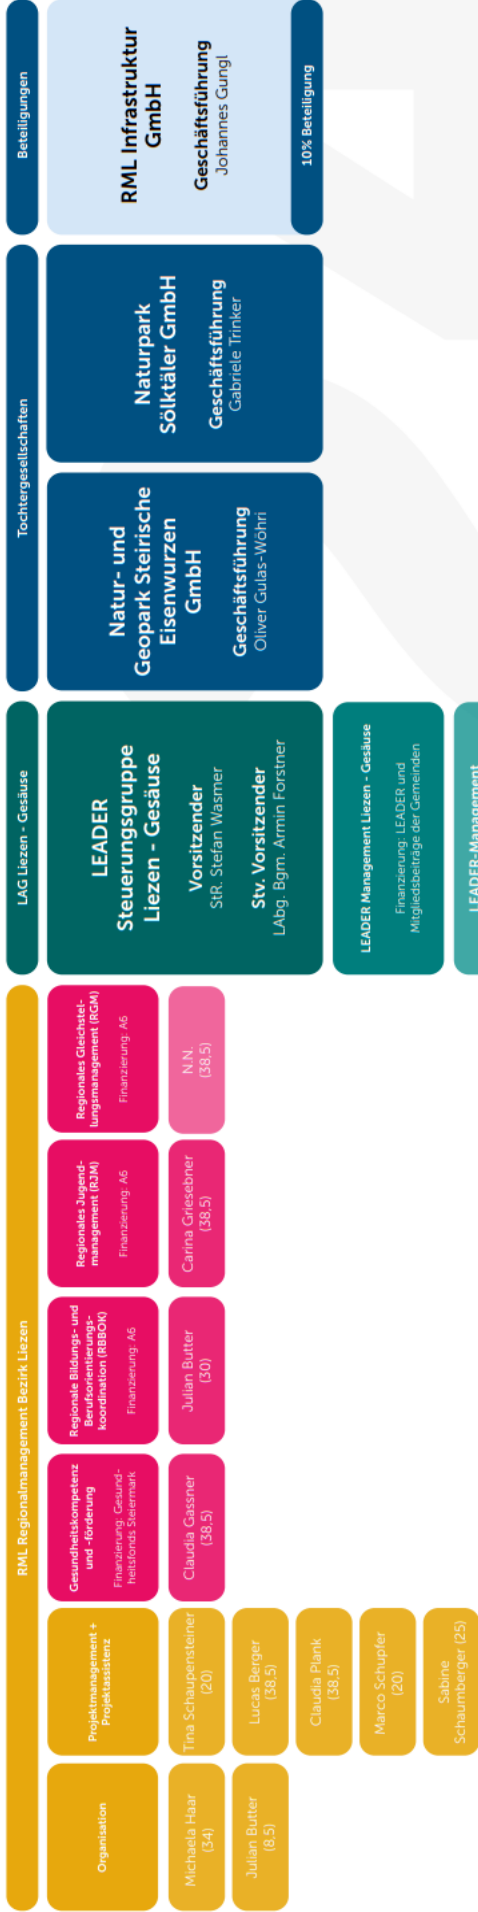 RML Regionalmanagement Bezirk Liezen
Organisation
Michaela Haar
(34)
Julian Butter
(8,5)
Projektmanagement +
Projektassistenz
Tina Schaupensteiner
(20)
Lucas Berger
(38,5)
Claudia Plank
(38,5)
Marco Schupfer
(20)
Sabine
Schaumberger (25)
Gesundheitskompetenz
und -förderung
Finanzierung: Gesund-
heitsfonds Steiermark
Claudia Gassner
(38,5)
Regionale Bildungs- und
Berufsorientierungs-
koordination (RBBOK)
Finanzierung: A6
Julian Butter
(30)
Regionales Jugend-
management (RJM)
Finanzierung: A6
Carina Griesebner
(38,5)
Regionales Gleichstel-
lungsmanagement (RGM)
Finanzierung: A6
N.N.
(38,5)
LAG Liezen - Gesäuse
LEADER
Steuerungsgruppe
Liezen - Gesäuse
Vorsitzender
StR. Stefan Wasmer
Stv. Vorsitzender
LAbg. Bgm. Armin Forstner
LEADER Management Liezen - Gesäuse
Finanzierung: LEADER und
Mitgliedsbeiträge der Gemeinden
LEADER-Management
Tochtergesellschaften
Natur- und
Geopark Steirische
Eisenwurzen
GmbH
Geschäftsführung
Oliver Gulas-Wöhri
Naturpark
Sölktäler GmbH
Geschäftsführung
Gabriele Trinker
Beteiligungen
RML Infrastruktur
GmbH
Geschäftsführung
Johannes Gungl
10% Beteiligung